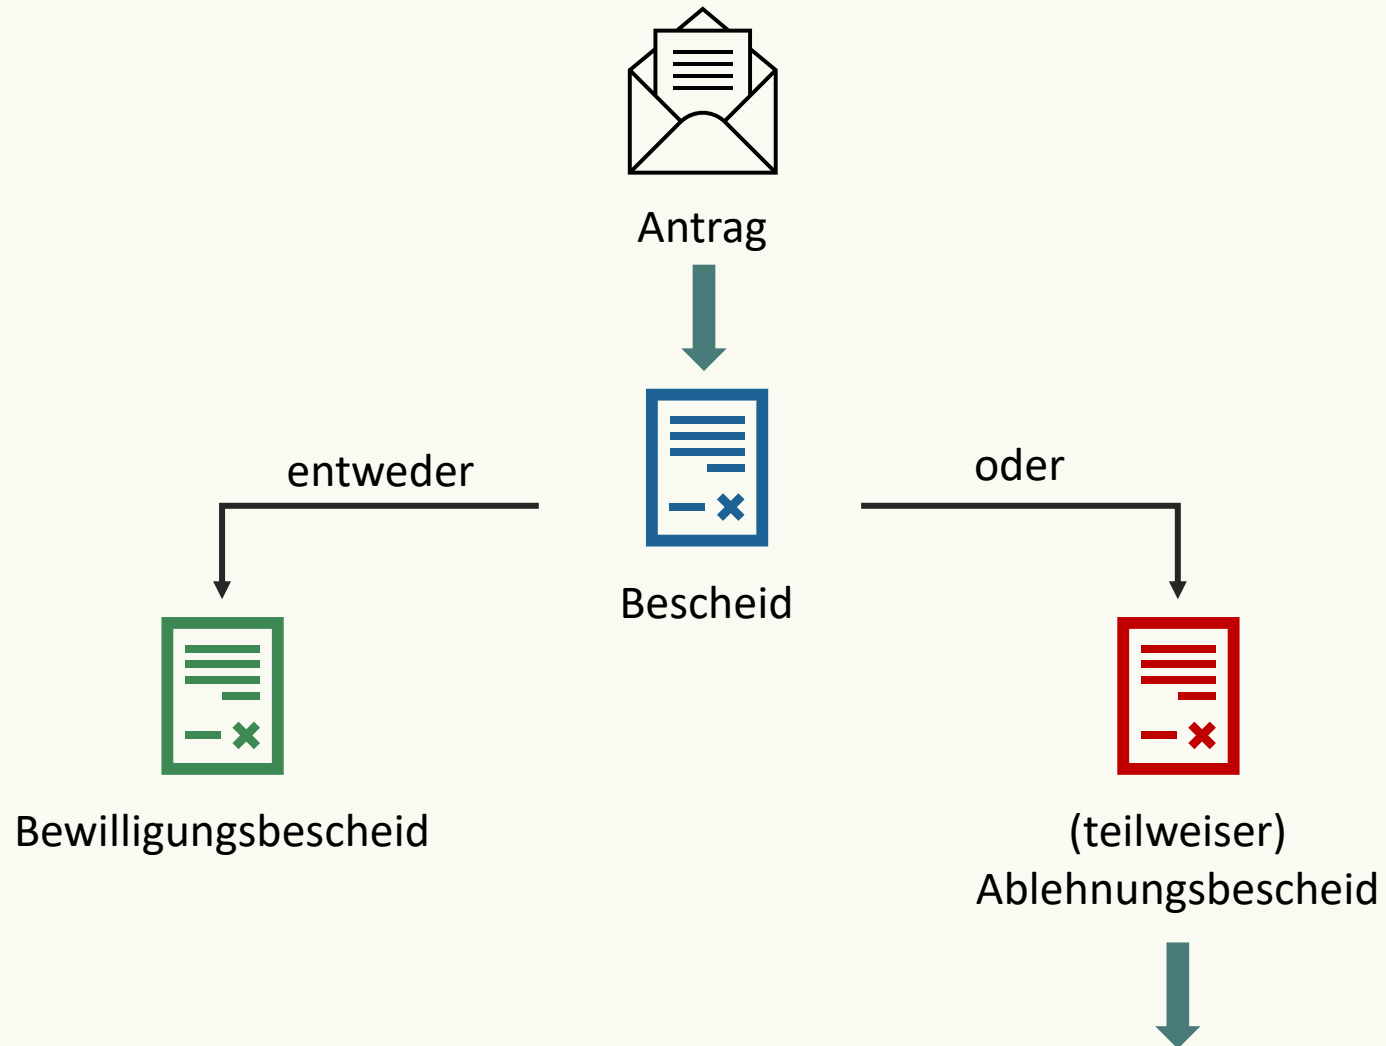 Antrag
entweder
oder
Bescheid
Bewilligungsbescheid
(teilweiser)
Ablehnungsbescheid